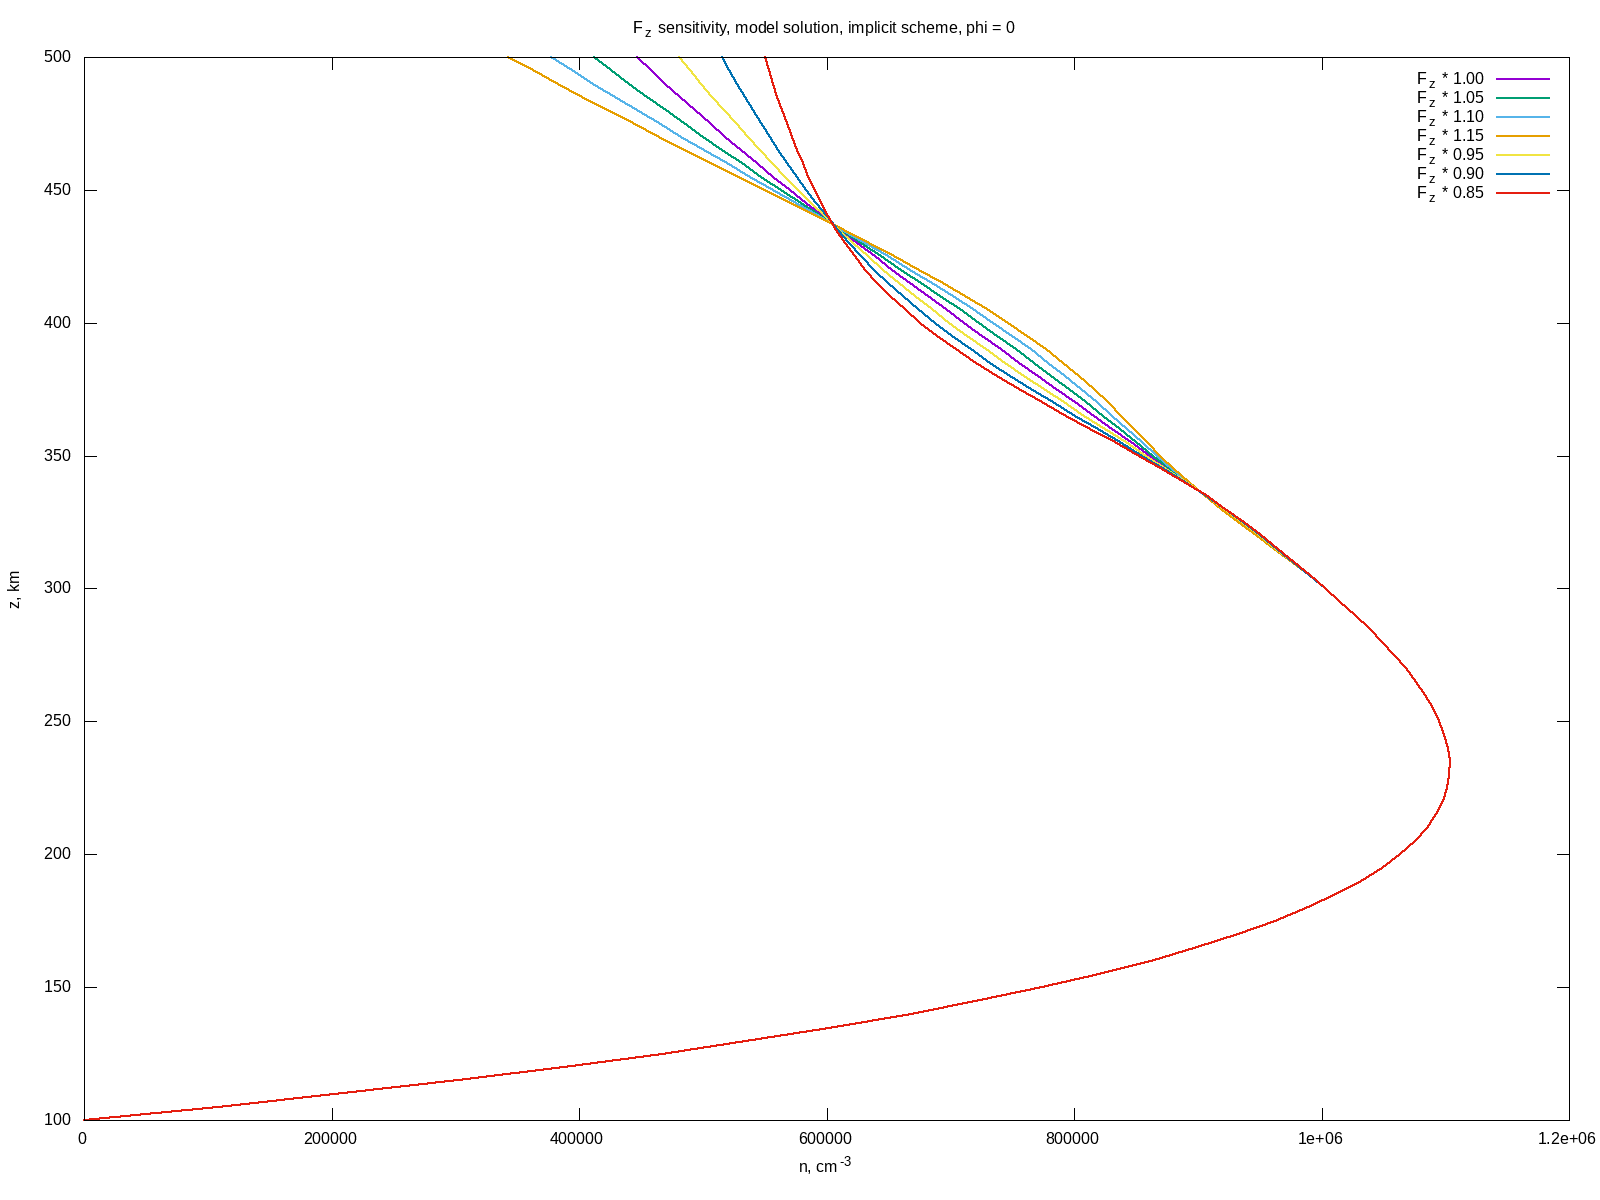 F z sensitivity, model solution, implicit scheme, phi = 0
F z * 1.00
F z * 1.05
F z * 1.10
F z * 1.15
F z * 0.95
F z * 0.90
F z * 0.85
500
450
400
350
300
250
200
150
100
z, km
0 200000 400000 600000 800000 1e+06 1.2e+06
n, cm-3